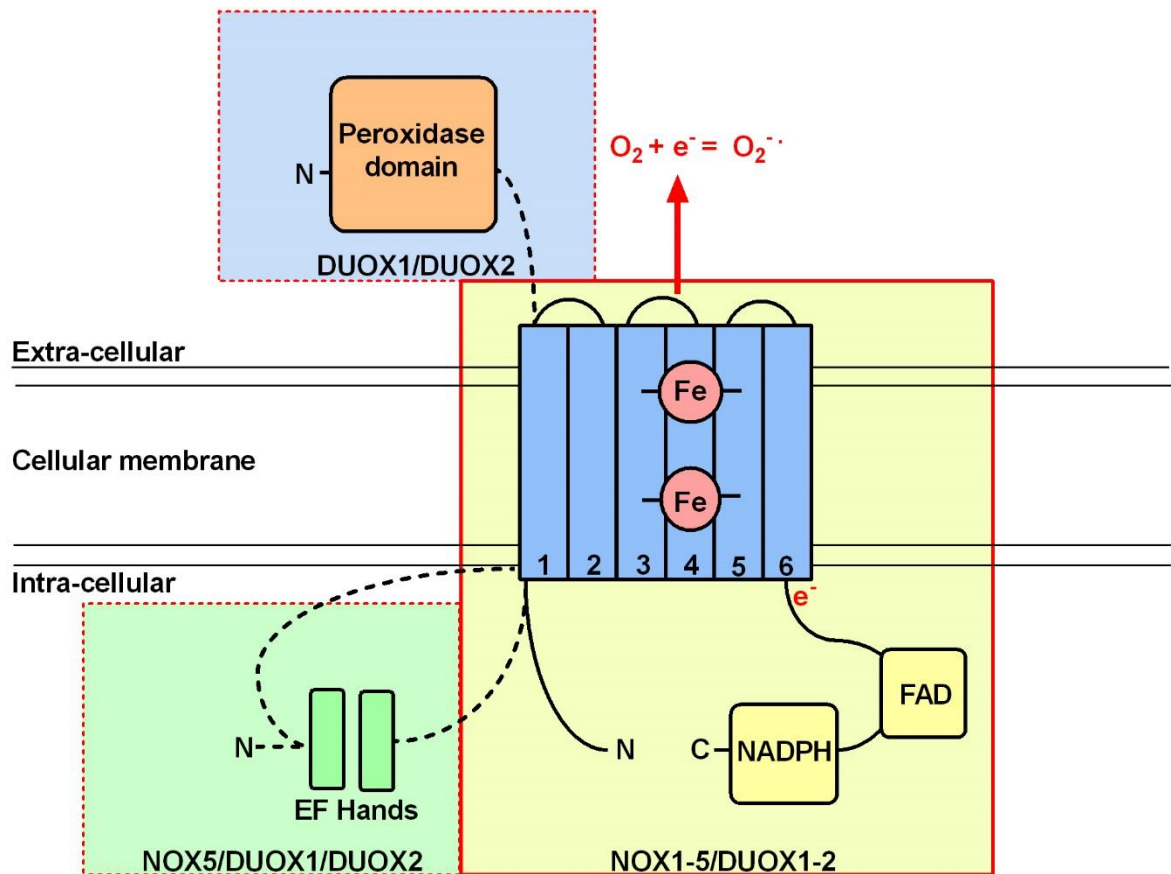 Peroxidase
domain
N
DUOX1/DUOX2
O₂ + e⁻ = O₂⁻·
Extra-cellular
Fe
Cellular membrane
Fe
1 2 3 4 5 6
Intra-cellular
e⁻
FAD
N
N
C
NADPH
EF Hands
NOX5/DUOX1/DUOX2
NOX1-5/DUOX1-2